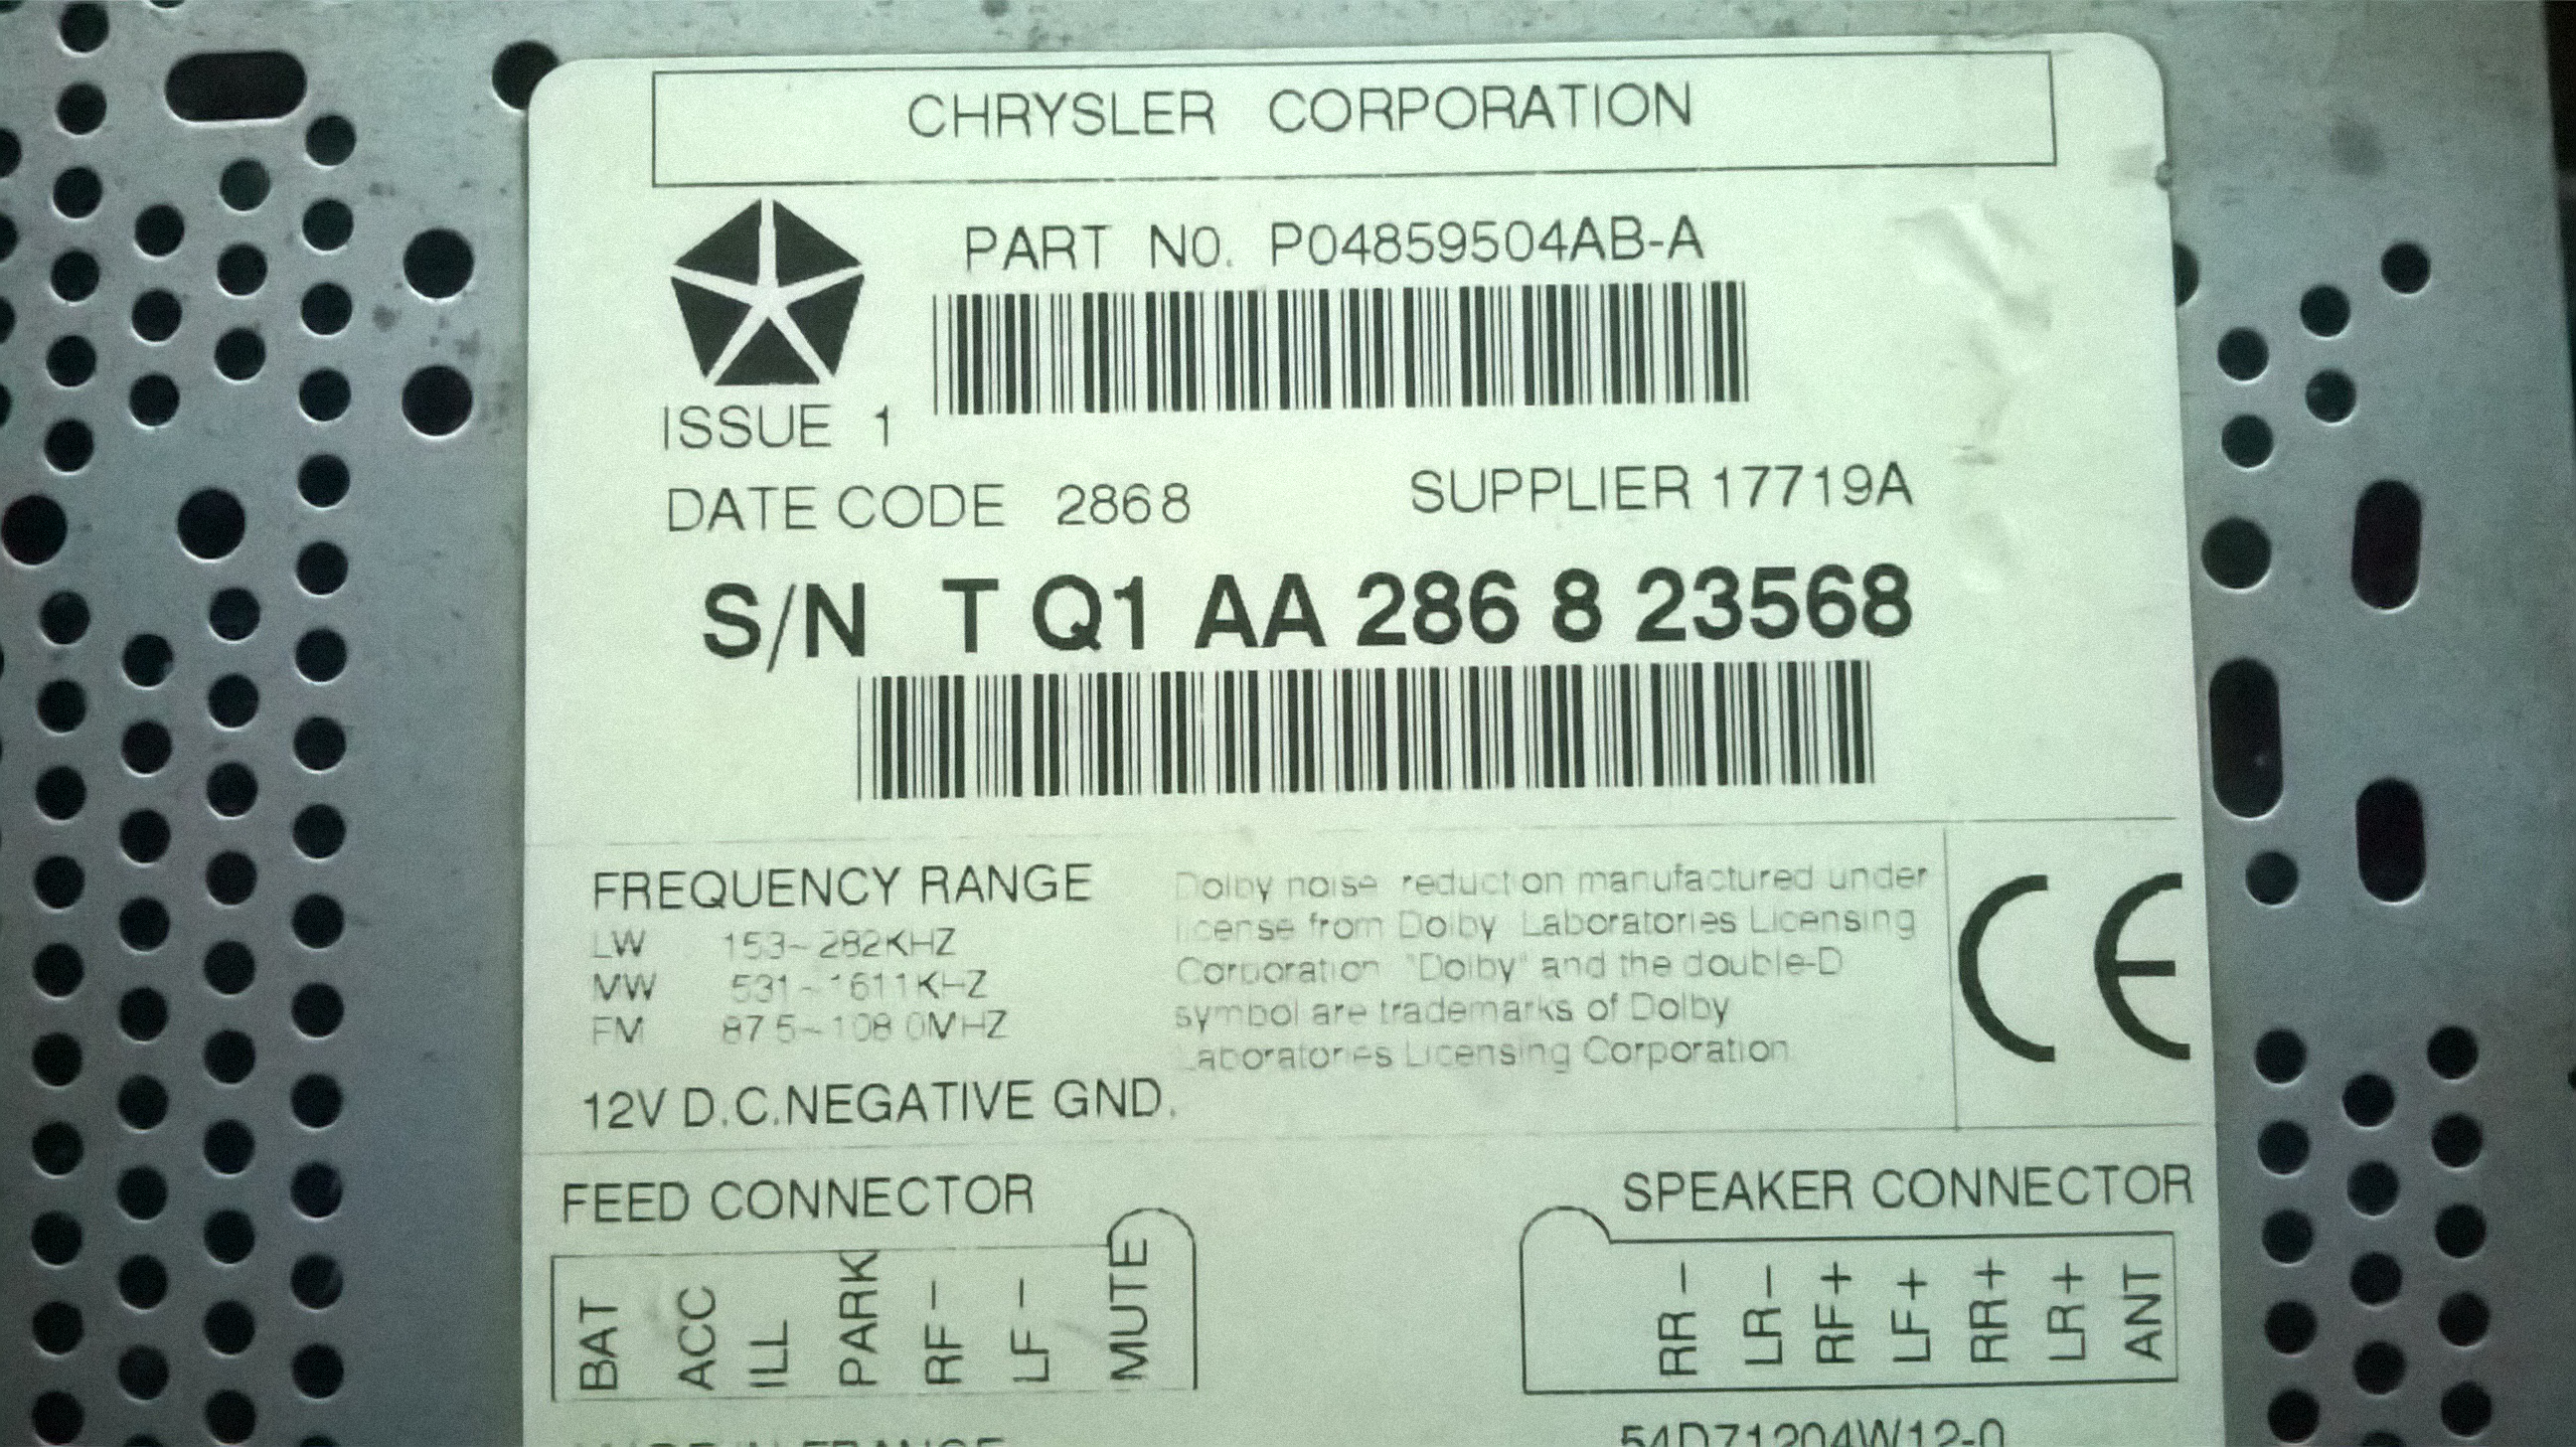 CHRYSLER CORPORATION
PART NO. P04859504AB-A
ISSUE 1
DATE CODE 2868 SUPPLIER 17719A
S/N T Q1 AA 286 8 23568
FREQUENCY RANGE
LW 153~282KHZ
MW 531~1611KHZ
FM 87.5~108.0MHZ
12V D.C.NEGATIVE GND.
Dolby noise reduction manufactured under
license from Dolby Laboratories Licensing
Corporation "Dolby" and the double-D
symbol are trademarks of Dolby
Laboratories Licensing Corporation
CE
FEED CONNECTOR
BAT ACC ILL PARK RF− LF− MUTE
SPEAKER CONNECTOR
RR− LR− RF+ LF+ RR+ LR+ ANT
FRANCE
54D71204W12-0